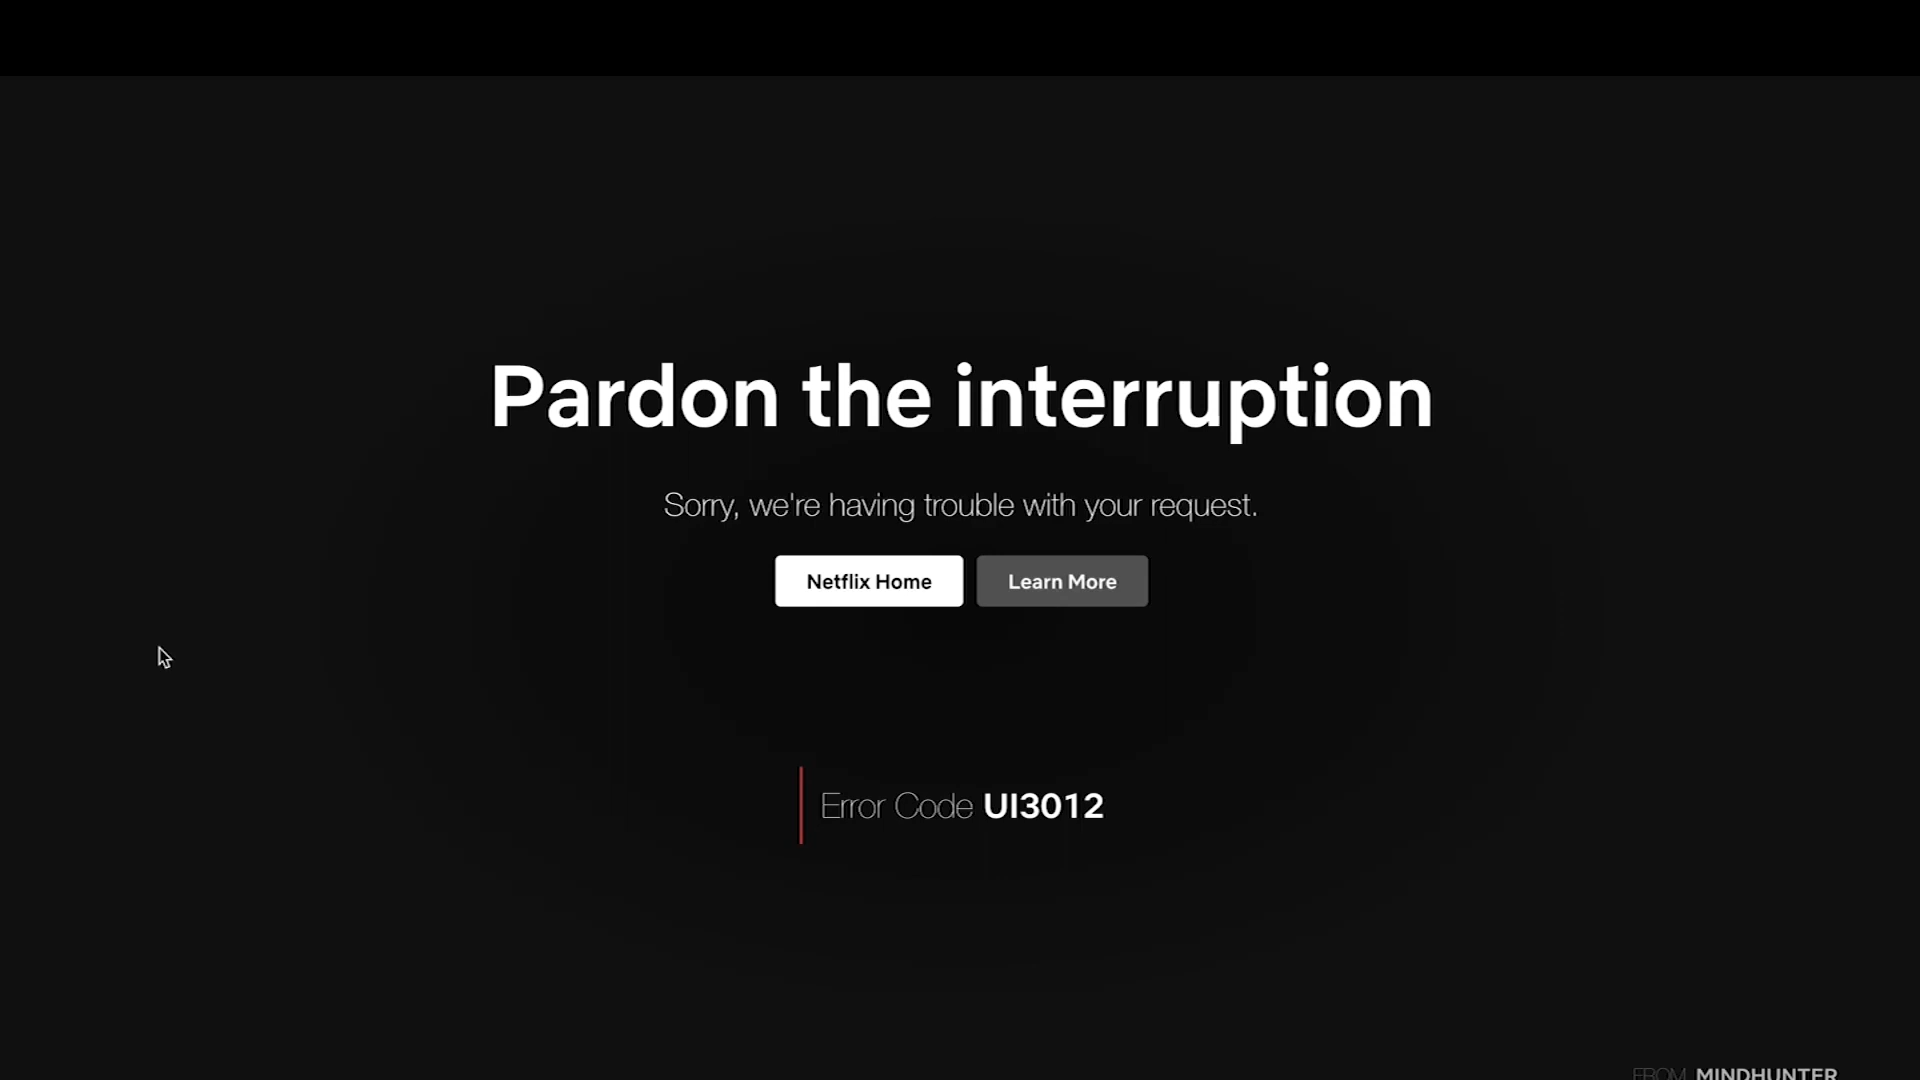 Pardon the interruption
Sorry, we're having trouble with your request.
Netflix Home
Learn More
Error Code UI3012
FROM MINDHUNTER